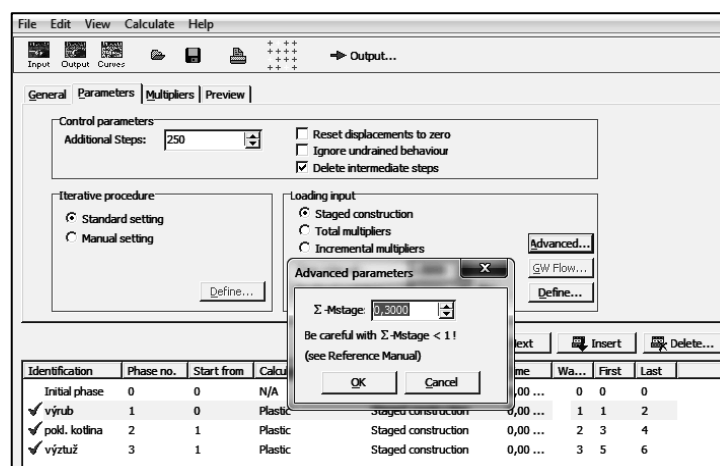 File Edit View Calculate Help
Input Output Curves Output...
General Parameters Multipliers Preview
Control parameters
Additional Steps: 250
Reset displacements to zero
Ignore undrained behaviour
Delete intermediate steps
Iterative procedure
Standard setting
Manual setting
Define...
Loading input
Staged construction
Total multipliers
Incremental multipliers
Advanced...
GW Flow...
Define...
Advanced parameters
Σ-Mstage: 0,3000
Be careful with Σ-Mstage < 1!
(see Reference Manual)
OK Cancel
Insert Delete...
Identification Phase no. Start from Wa... First Last
Initial phase 0 0 N/A 0 0 0
výrub 1 0 Plastic Staged construction 0,00 ... 1 1 2
pokl. kotlina 2 1 Plastic Staged construction 0,00 ... 2 3 4
výztuž 3 1 Plastic Staged construction 0,00 ... 3 5 6